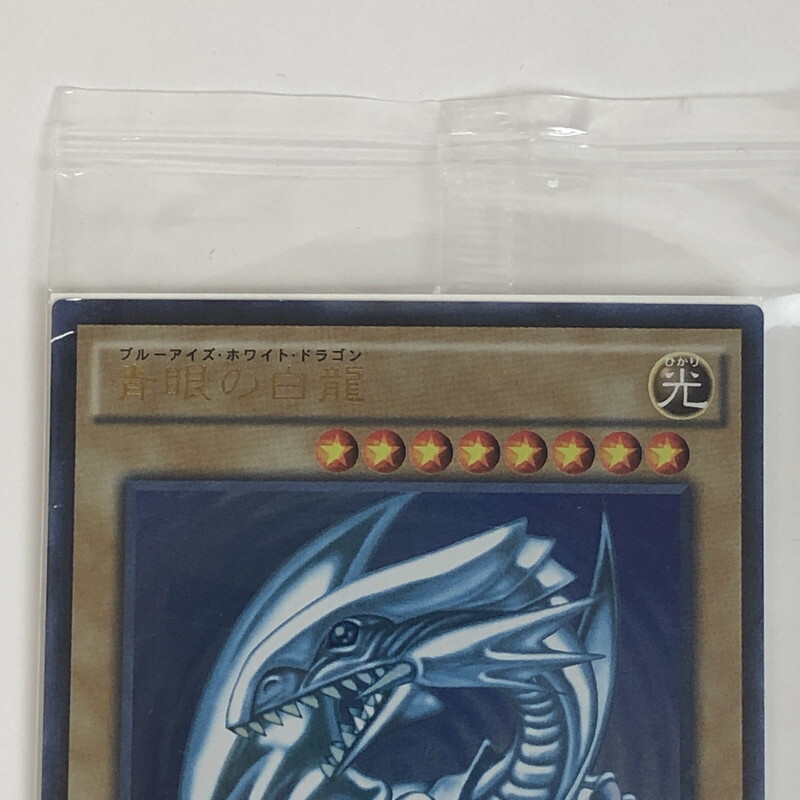 ブルーアイズ・ホワイト・ドラゴン
青眼の白龍
ひかり
光